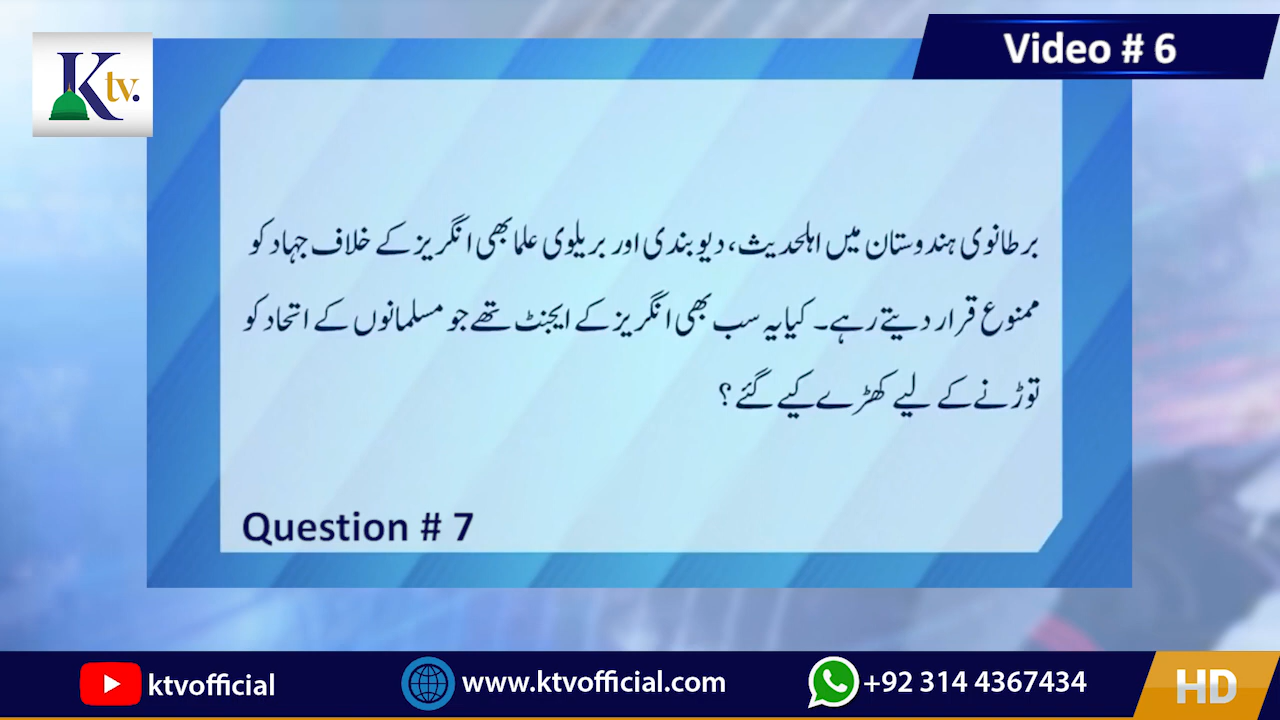 Video # 6
Ktv.
برطانوی ہندوستان میں اہلحدیث، دیوبندی اور بریلوی علما بھی انگریز کے خلاف جہاد کو
ممنوع قرار دیتے رہے۔ کیا یہ سب بھی انگریز کے ایجنٹ تھے جو مسلمانوں کے اتحاد کو
توڑنے کے لیے کھڑے کیے گئے ؟
Question # 7
ktvofficial
www.ktvofficial.com
+92 314 4367434
HD